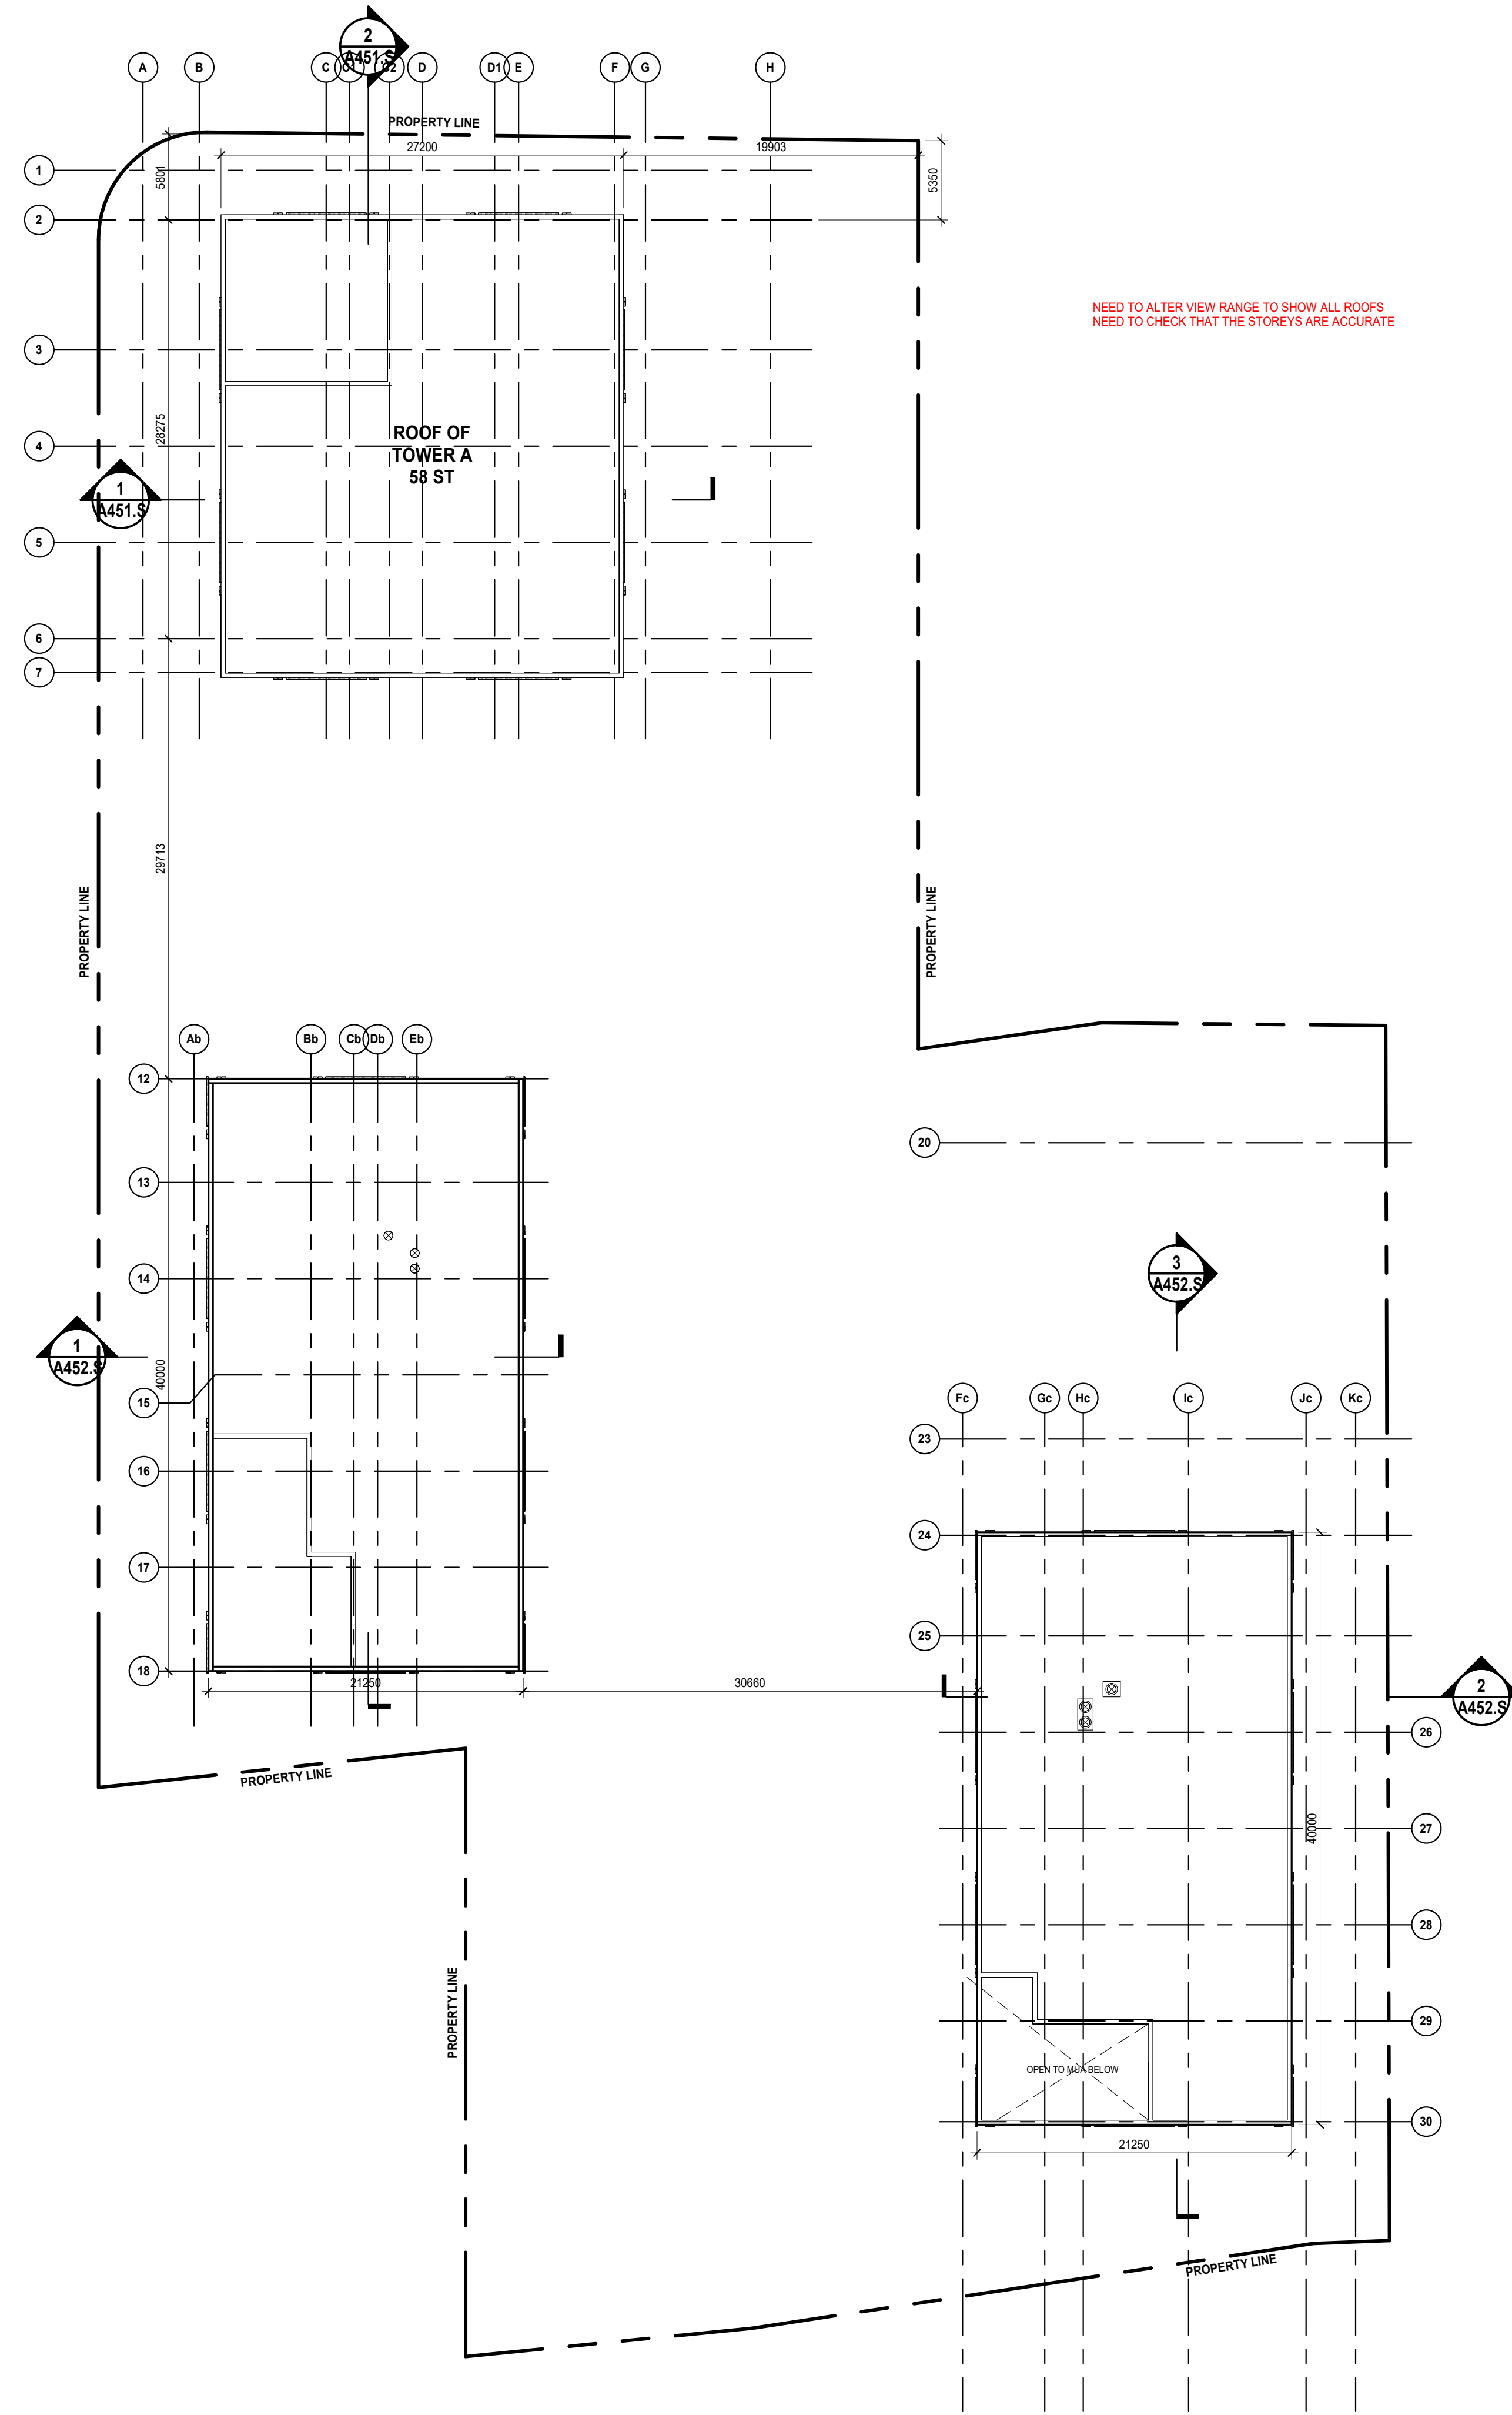 2
A451.S
A
B
C
C1
C2
D
D1
E
F
G
H
PROPERTY LINE
27200
19903
5801
5350
1
2
NEED TO ALTER VIEW RANGE TO SHOW ALL ROOFS
NEED TO CHECK THAT THE STOREYS ARE ACCURATE
3
28275
4
ROOF OF
TOWER A
58 ST
1
A451.S
5
6
7
29713
PROPERTY LINE
PROPERTY LINE
Ab
Bb
Cb
Db
Eb
12
20
13
3
A452.S
14
1
A452.S
40000
15
Fc
Gc
Hc
Ic
Jc
Kc
23
16
24
17
25
18
21250
30660
2
A452.S
26
PROPERTY LINE
27
40000
28
PROPERTY LINE
29
OPEN TO MUA BELOW
30
21250
PROPERTY LINE